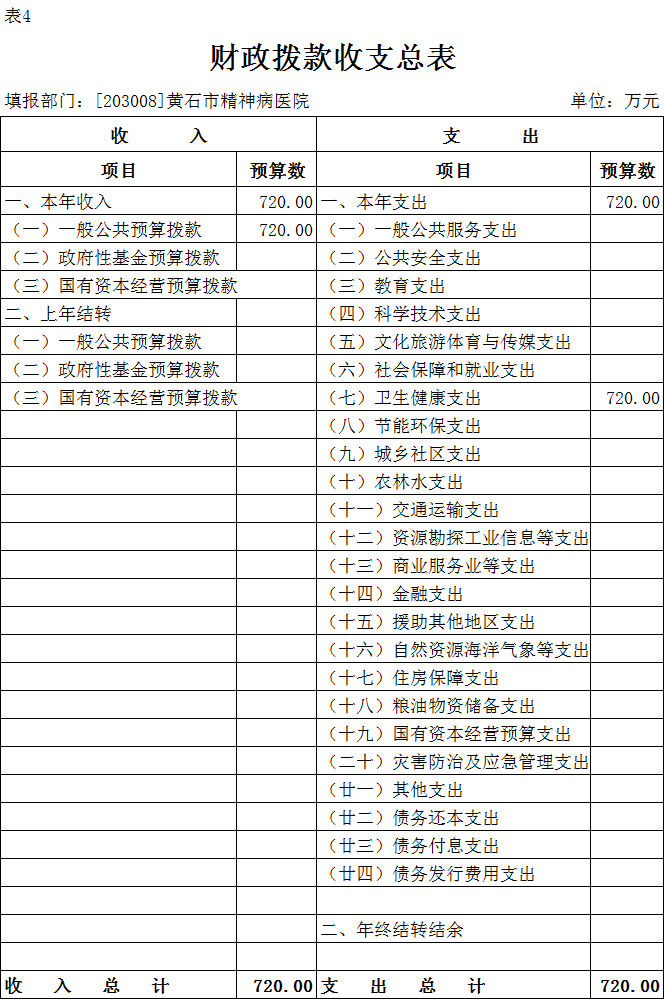 表4
财政拨款收支总表
填报部门：[203008]黄石市精神病医院 单位：万元
收 入 支 出
项目 预算数 项目 预算数
一、本年收入 720.00 一、本年支出 720.00
（一）一般公共预算拨款 720.00 （一）一般公共服务支出
（二）政府性基金预算拨款 （二）公共安全支出
（三）国有资本经营预算拨款 （三）教育支出
二、上年结转 （四）科学技术支出
（一）一般公共预算拨款 （五）文化旅游体育与传媒支出
（二）政府性基金预算拨款 （六）社会保障和就业支出
（三）国有资本经营预算拨款 （七）卫生健康支出 720.00
（八）节能环保支出
（九）城乡社区支出
（十）农林水支出
（十一）交通运输支出
（十二）资源勘探工业信息等支出
（十三）商业服务业等支出
（十四）金融支出
（十五）援助其他地区支出
（十六）自然资源海洋气象等支出
（十七）住房保障支出
（十八）粮油物资储备支出
（十九）国有资本经营预算支出
（二十）灾害防治及应急管理支出
（廿一）其他支出
（廿二）债务还本支出
（廿三）债务付息支出
（廿四）债务发行费用支出
二、年终结转结余
收 入 总 计 720.00 支 出 总 计 720.00